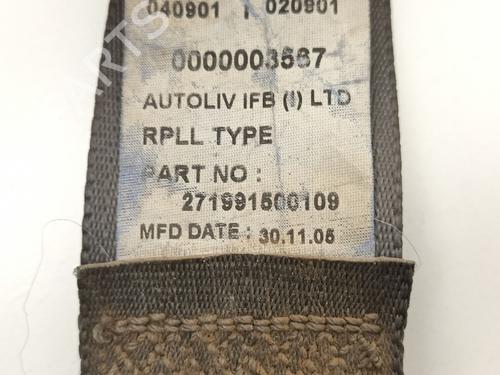 040901 | 020901
0000003567
AUTOLIV IFB (I) LTD
RPLL TYPE
PART NO :
271991500109
MFD DATE : 30.11.05